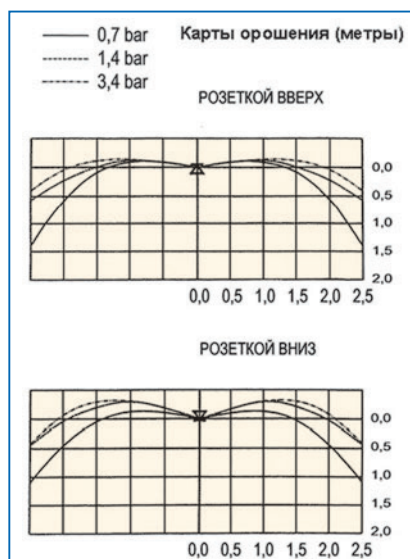 0,7 bar Карты орошения (метры)
1,4 bar
3,4 bar
РОЗЕТКОЙ ВВЕРХ
0,0
0,5
1,0
1,5
2,0
0,0 0,5 1,0 1,5 2,0 2,5
РОЗЕТКОЙ ВНИЗ
0,0
0,5
1,0
1,5
2,0
0,0 0,5 1,0 1,5 2,0 2,5